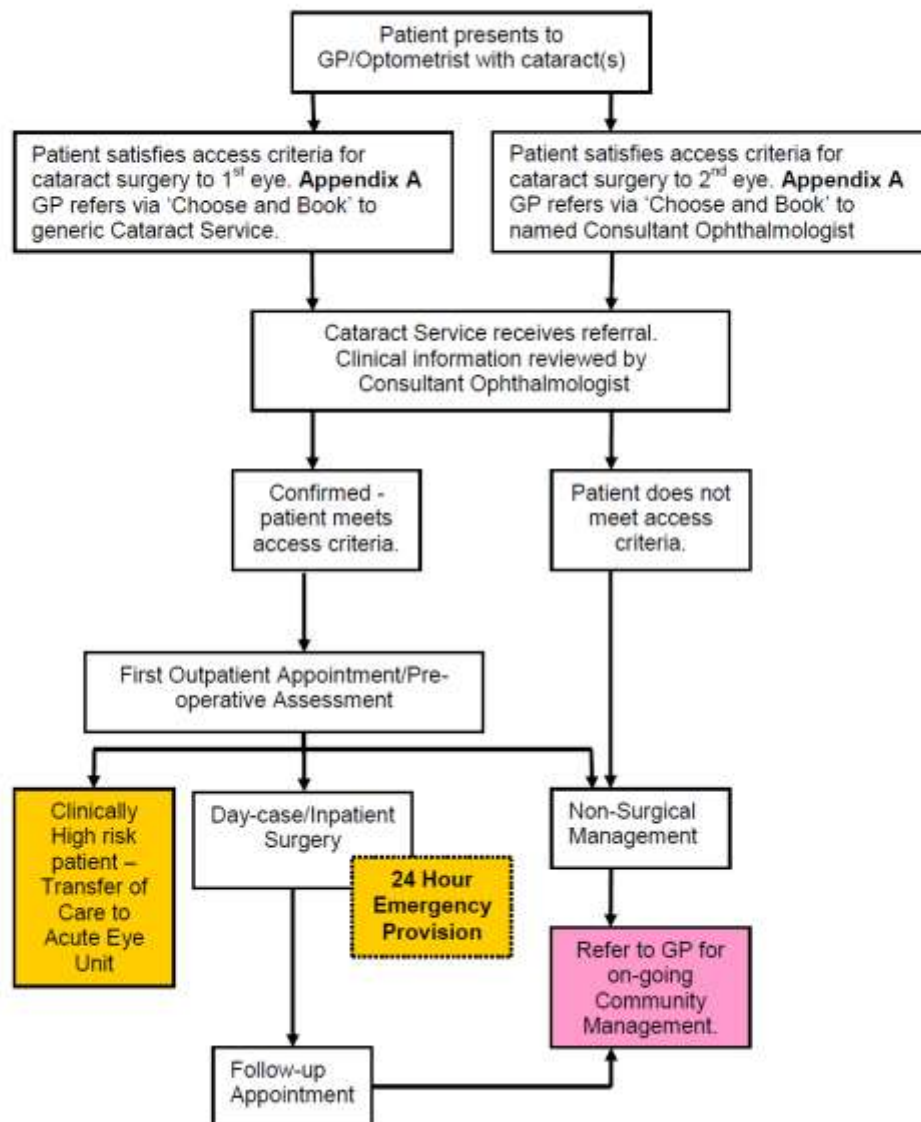 Patient presents to
GP/Optometrist with cataract(s)
Patient satisfies access criteria for
cataract surgery to 1st eye. Appendix A
GP refers via ‘Choose and Book’ to
generic Cataract Service.
Patient satisfies access criteria for
cataract surgery to 2nd eye. Appendix A
GP refers via ‘Choose and Book’ to
named Consultant Ophthalmologist
Cataract Service receives referral.
Clinical information reviewed by
Consultant Ophthalmologist
Confirmed -
patient meets
access criteria.
Patient does not
meet access
criteria.
First Outpatient Appointment/Pre-
operative Assessment
Clinically
High risk
patient –
Transfer of
Care to
Acute Eye
Unit
Day-case/Inpatient
Surgery
24 Hour
Emergency
Provision
Non-Surgical
Management
Refer to GP for
on-going
Community
Management.
Follow-up
Appointment